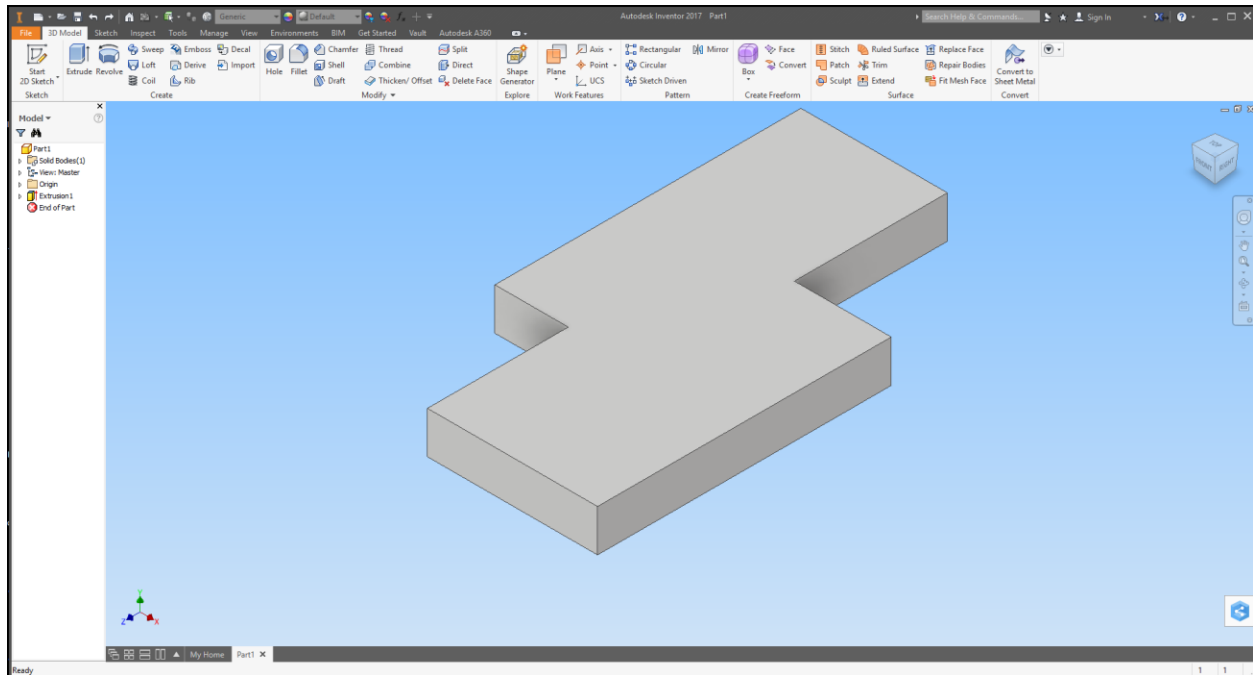 Generic Default Autodesk Inventor 2017 Part1 Search Help & Commands... Sign In
File 3D Model Sketch Inspect Tools Manage View Environments BIM Get Started Vault Autodesk A360
Sweep Emboss Decal Chamfer Thread Split Axis Rectangular Mirror Face Stitch Ruled Surface Replace Face
Start 2D Sketch Extrude Revolve Loft Derive Import Hole Fillet Shell Combine Direct Shape Generator Plane Point Circular Box Convert Patch Trim Repair Bodies Convert to Sheet Metal
Coil Rib Draft Thicken/ Offset Delete Face UCS Sketch Driven Sculpt Extend Fit Mesh Face
Sketch Create Modify Explore Work Features Pattern Create Freeform Surface Convert
Model
Part1
Solid Bodies(1)
View: Master
Origin
Extrusion1
End of Part
TOP
FRONT RIGHT
Y
Z X
My Home Part1
Ready 1 1